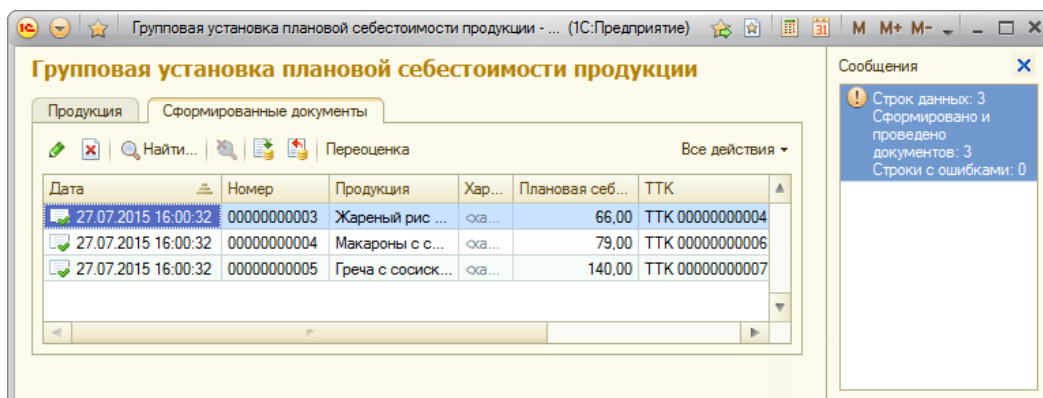 Групповая установка плановой себестоимости продукции - ... (1С:Предприятие) 31 M M+ M-
Групповая установка плановой себестоимости продукции
Продукция Сформированные документы
Найти... Переоценка Все действия
Дата Номер Продукция Хар... Плановая себ... ТТК
27.07.2015 16:00:32 00000000003 Жареный рис ... <ха... 66,00 ТТК 00000000004
27.07.2015 16:00:32 00000000004 Макароны с с... <ха... 79,00 ТТК 00000000006
27.07.2015 16:00:32 00000000005 Греча с сосиск... <ха... 140,00 ТТК 00000000007
Сообщения
Строк данных: 3
Сформировано и
проведено
документов: 3
Строки с ошибками: 0